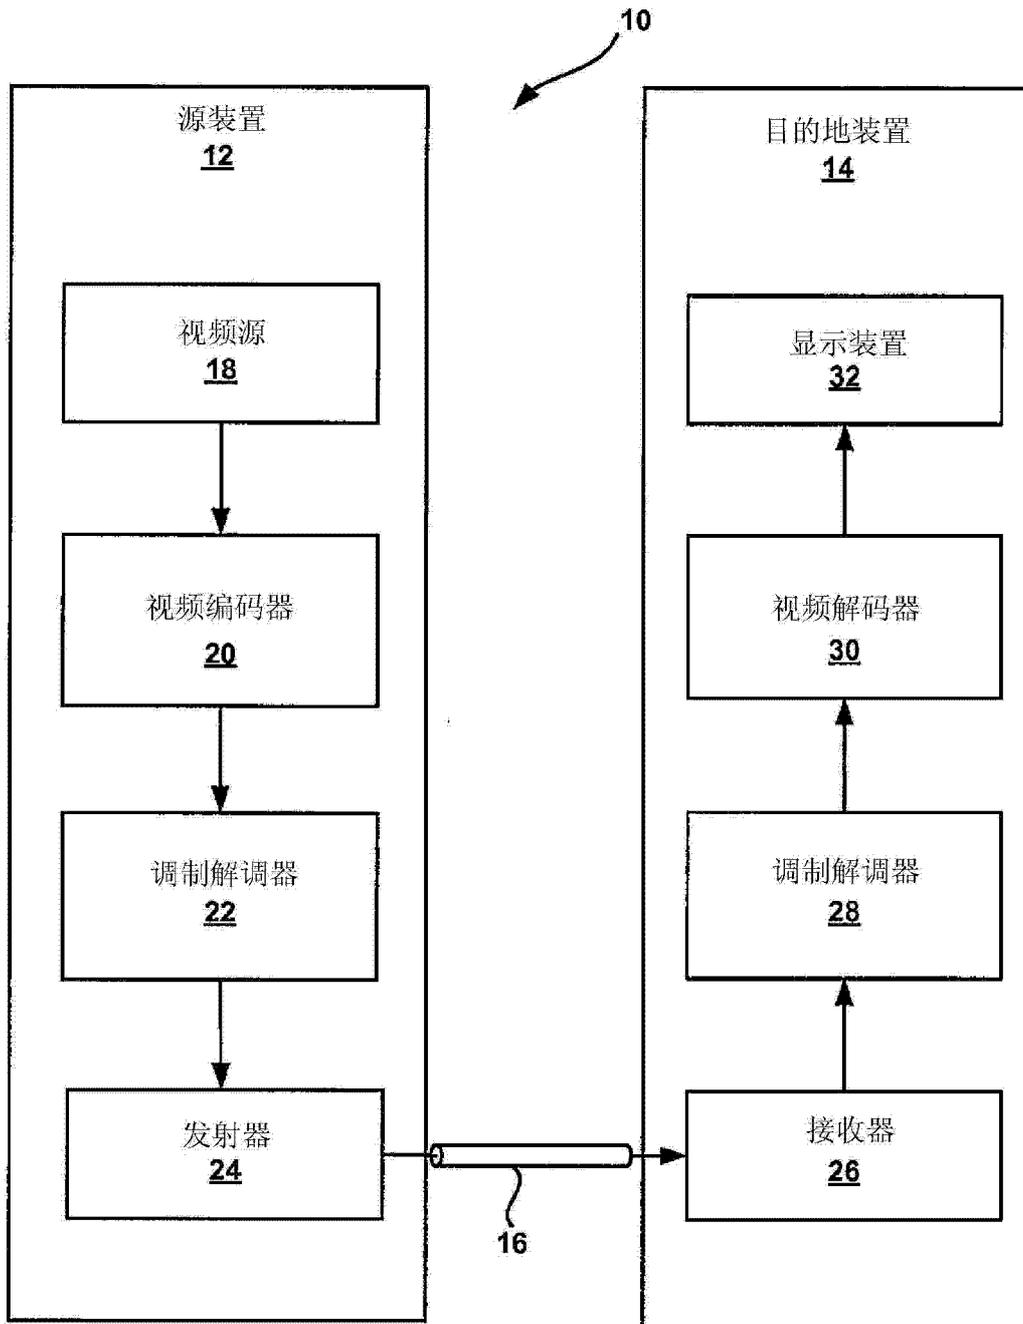 10
源装置
12
目的地装置
14
视频源
18
显示装置
32
视频编码器
20
视频解码器
30
调制解调器
22
调制解调器
28
发射器
24
接收器
26
16